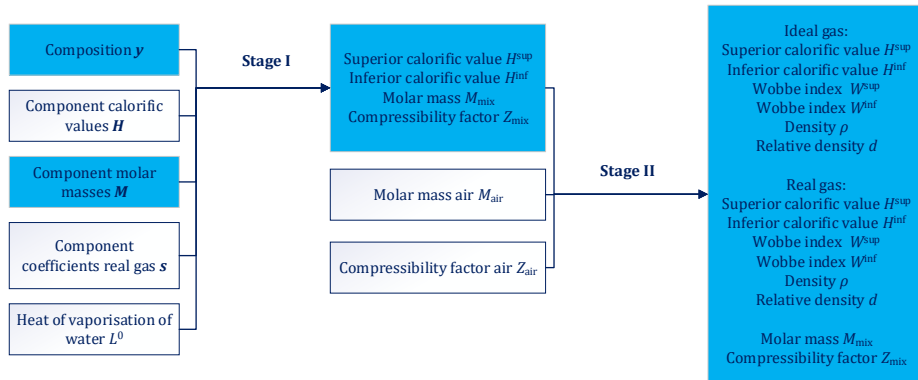 Composition y
Component calorific
values H
Component molar
masses M
Component
coefficients real gas s
Heat of vaporisation of
water L⁰
Stage I
Superior calorific value Hˢᵘᵖ
Inferior calorific value Hⁱⁿᶠ
Molar mass Mmix
Compressibility factor Zmix
Molar mass air Mair
Compressibility factor air Zair
Stage II
Ideal gas:
Superior calorific value Hˢᵘᵖ
Inferior calorific value Hⁱⁿᶠ
Wobbe index Wˢᵘᵖ
Wobbe index Wⁱⁿᶠ
Density ρ
Relative density d
Real gas:
Superior calorific value Hˢᵘᵖ
Inferior calorific value Hⁱⁿᶠ
Wobbe index Wˢᵘᵖ
Wobbe index Wⁱⁿᶠ
Density ρ
Relative density d
Molar mass Mmix
Compressibility factor Zmix